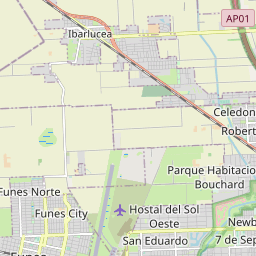 AP01
Ibarlucea
Celedon
Robert
Parque Habitacio
Bouchard
Funes Norte
Funes City
Hostal del Sol
Oeste
Newb
San Eduardo
7 de Sep
Funes